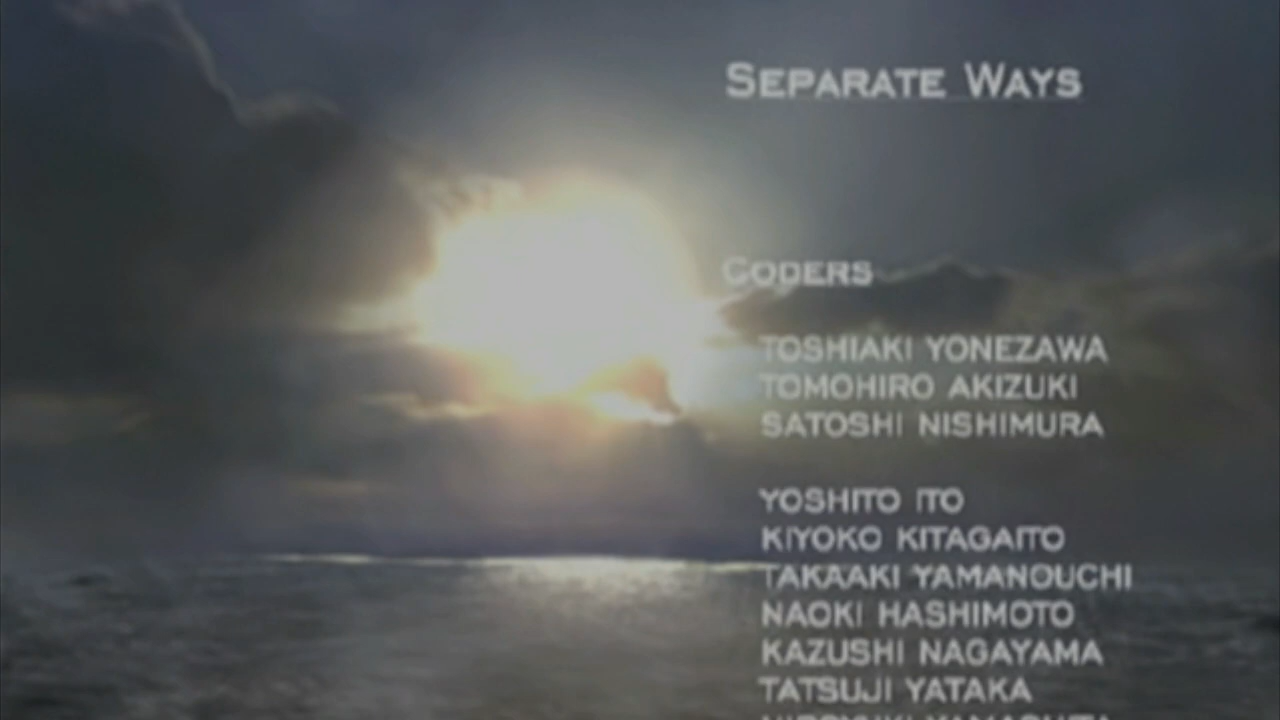 SEPARATE WAYS
CODERS
TOSHIAKI YONEZAWA
TOMOHIRO AKIZUKI
SATOSHI NISHIMURA
YOSHITO ITO
KIYOKO KITAGAITO
TAKAAKI YAMANOUCHI
NAOKI HASHIMOTO
KAZUSHI NAGAYAMA
TATSUJI YATAKA